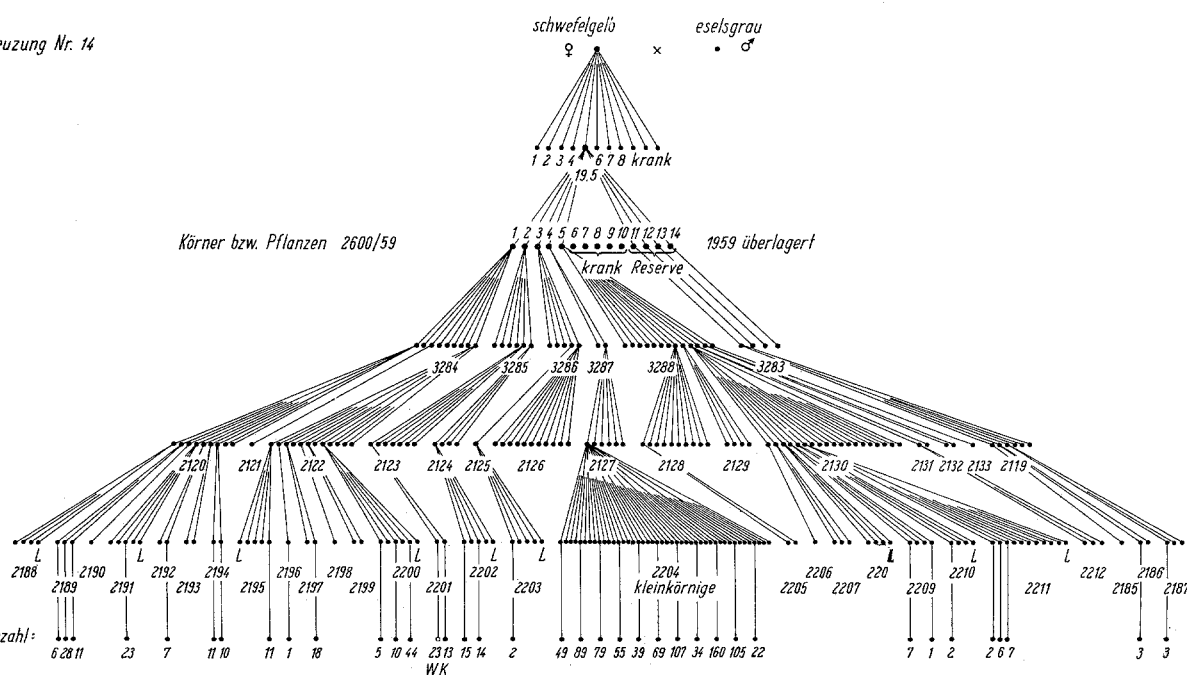 schwefelgelb eselsgrau
euzung Nr. 14
♀ × ♂
1 2 3 4 6 7 8 krank
19.5
1 2 3 4 5 6 7 8 9 10 11 12 13 14
Körner bzw. Pflanzen 2600/59 1959 überlagert
krank Reserve
3284 3285 3286 3287 3288 3283
2120 2121 2122 2123 2124 2125 2126 2127 2128 2129 2130 2131 2132 2133 2119
L L L L L L L L L
2188 2190 2192 2194 2196 2198 2200 2202 2204 2206 220 2210 2212 2186
2189 2191 2193 2195 2197 2199 2201 2203 kleinkörnige 2205 2207 2209 2211 2185 2187
zahl:
6 28 11 23 7 11 10 11 1 18 5 10 44 23 13 15 14 2 49 89 79 55 39 69 107 34 160 105 22 7 1 2 2 6 7 3 3
WK